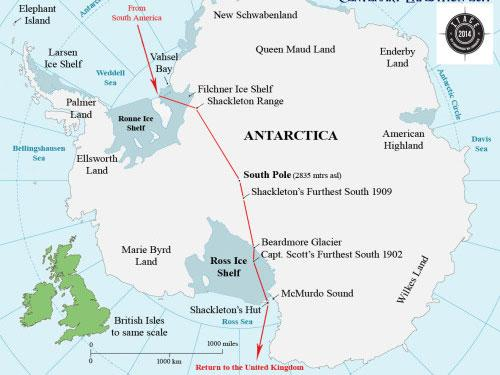 From
South America
Elephant
Island
New Schwabenland
Larsen
Ice Shelf
Weddell
Sea
Vahsel
Bay
Queen Maud Land
Enderby
Land
2014
Filchner Ice Shelf
Shackleton Range
Palmer
Land
Ronne Ice
Shelf
Antarctic Circle
Davis
Sea
ANTARCTICA
American
Highland
Bellingshausen
Sea
Ellsworth
Land
South Pole (2835 mtrs asl)
Shackleton's Furthest South 1909
Marie Byrd
Land
Ross Ice
Shelf
Beardmore Glacier
Capt. Scott's Furthest South 1902
Wilkes Land
McMurdo Sound
Shackleton's Hut
Ross Sea
British Isles
to same scale
0
1000 miles
0
1000 km
Return to the United Kingdom